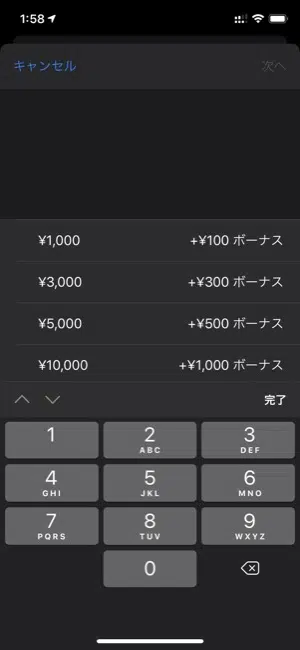 1:58
キャンセル 次へ
¥1,000 +¥100 ボーナス
¥3,000 +¥300 ボーナス
¥5,000 +¥500 ボーナス
¥10,000 +¥1,000 ボーナス
完了
1 2 3
ABC DEF
4 5 6
GHI JKL MNO
7 8 9
PQRS TUV WXYZ
0